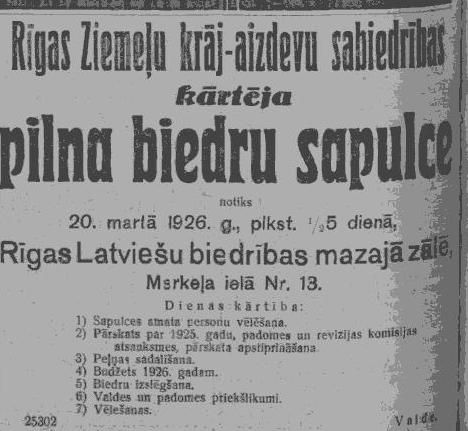 Rīgas Ziemeļu krāj-aizdevu sabiedrības
kārtēja
pilna biedru sapulce
notiks
20. martā 1926. g., plkst. ½5 dienā,
Rīgas Latviešu biedrības mazajā zālē,
Merķeļa ielā Nr. 13.
Dienas kārtība:
1) Sapulces amata personu vēlēšana.
2) Pārskats par 1925. gadu, padomes un revizijas komisijas
atsauksmes, pārskata apstiprināšana.
3) Peļņas sadalīšana.
4) Budžets 1926. gadam.
5) Biedru izslēgšana.
6) Valdes un padomes priekšlikumi.
7) Vēlēšanas.
25302 Valde.